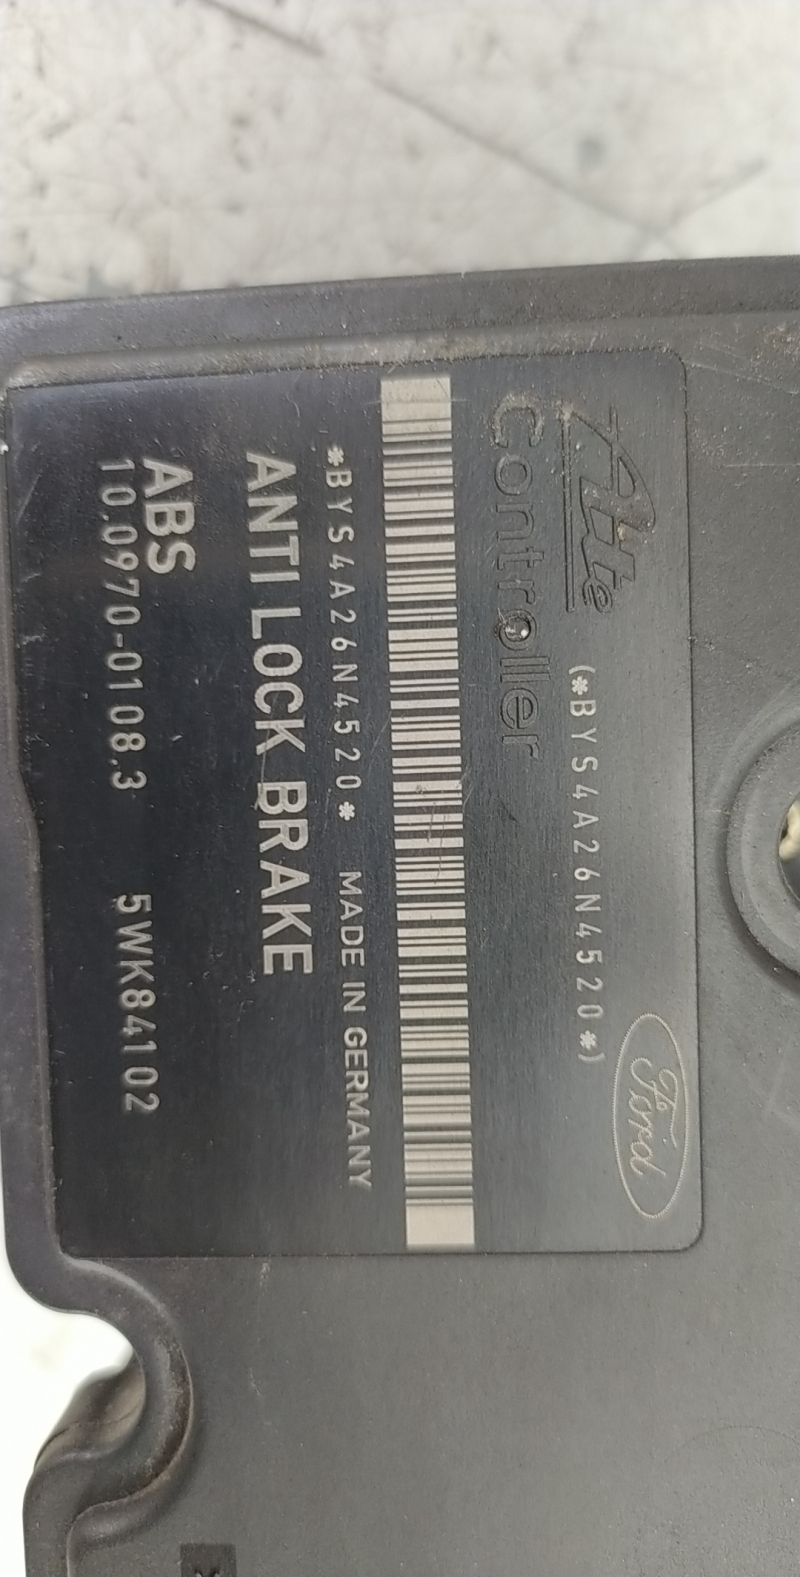 Ate
Controller
(*BYS4A26N4520*)
Ford
*BYS4A26N4520* MADE IN GERMANY
ANTI LOCK BRAKE
ABS
10.0970-0108.3 5WK84102